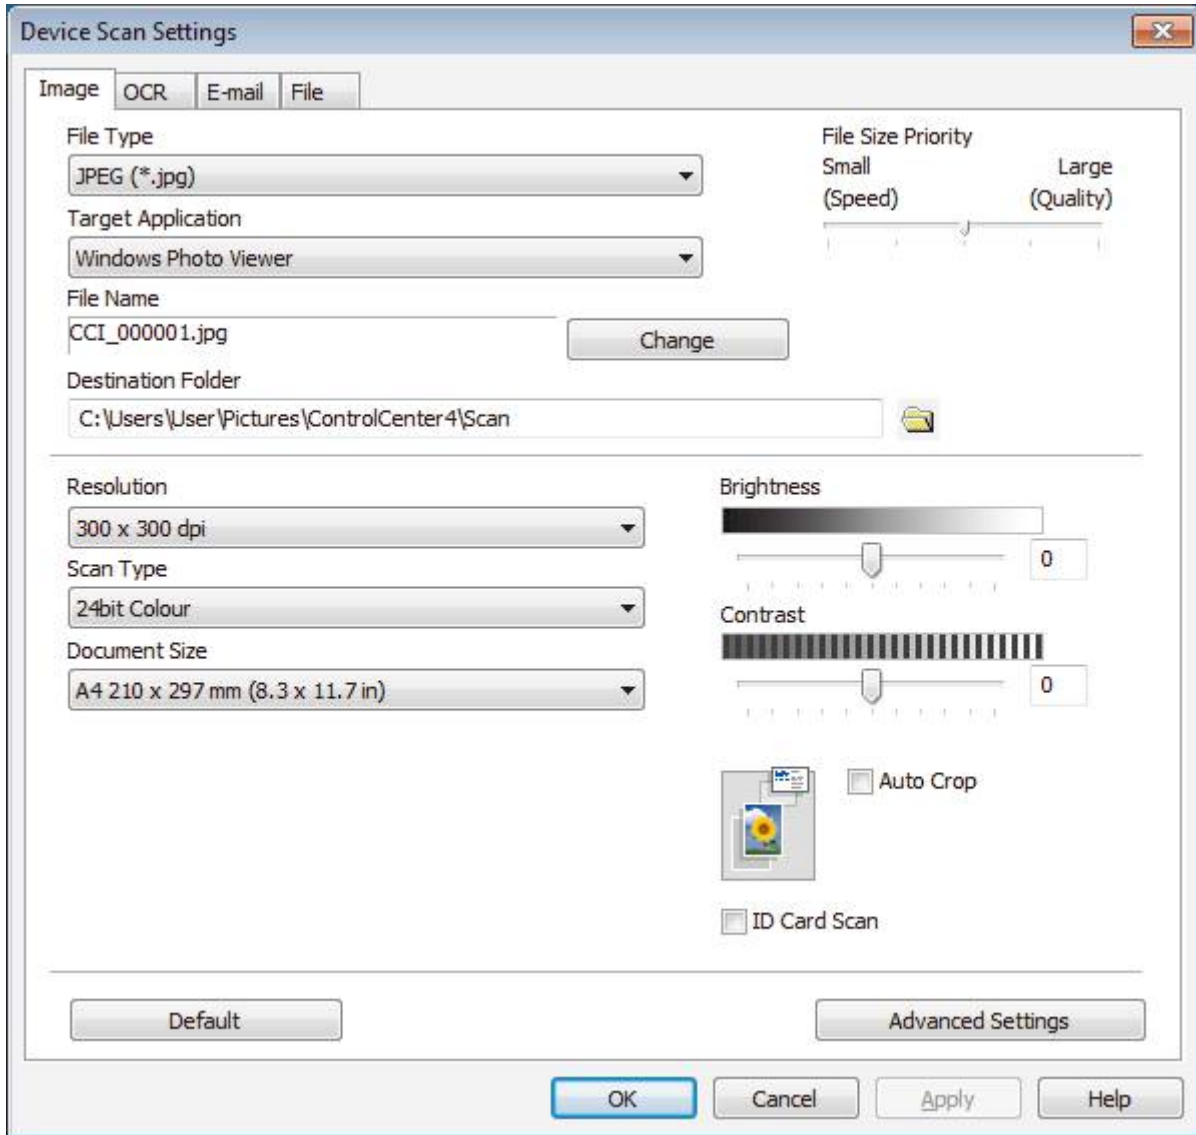 Device Scan Settings
Image OCR E-mail File
File Type
JPEG (*.jpg)
Target Application
Windows Photo Viewer
File Name
CCI_000001.jpg
Change
Destination Folder
C:\Users\User\Pictures\ControlCenter4\Scan
File Size Priority
Small Large
(Speed) (Quality)
Resolution
300 x 300 dpi
Scan Type
24bit Colour
Document Size
A4 210 x 297 mm (8.3 x 11.7 in)
Brightness
0
Contrast
0
Auto Crop
ID Card Scan
Default Advanced Settings
OK Cancel Apply Help